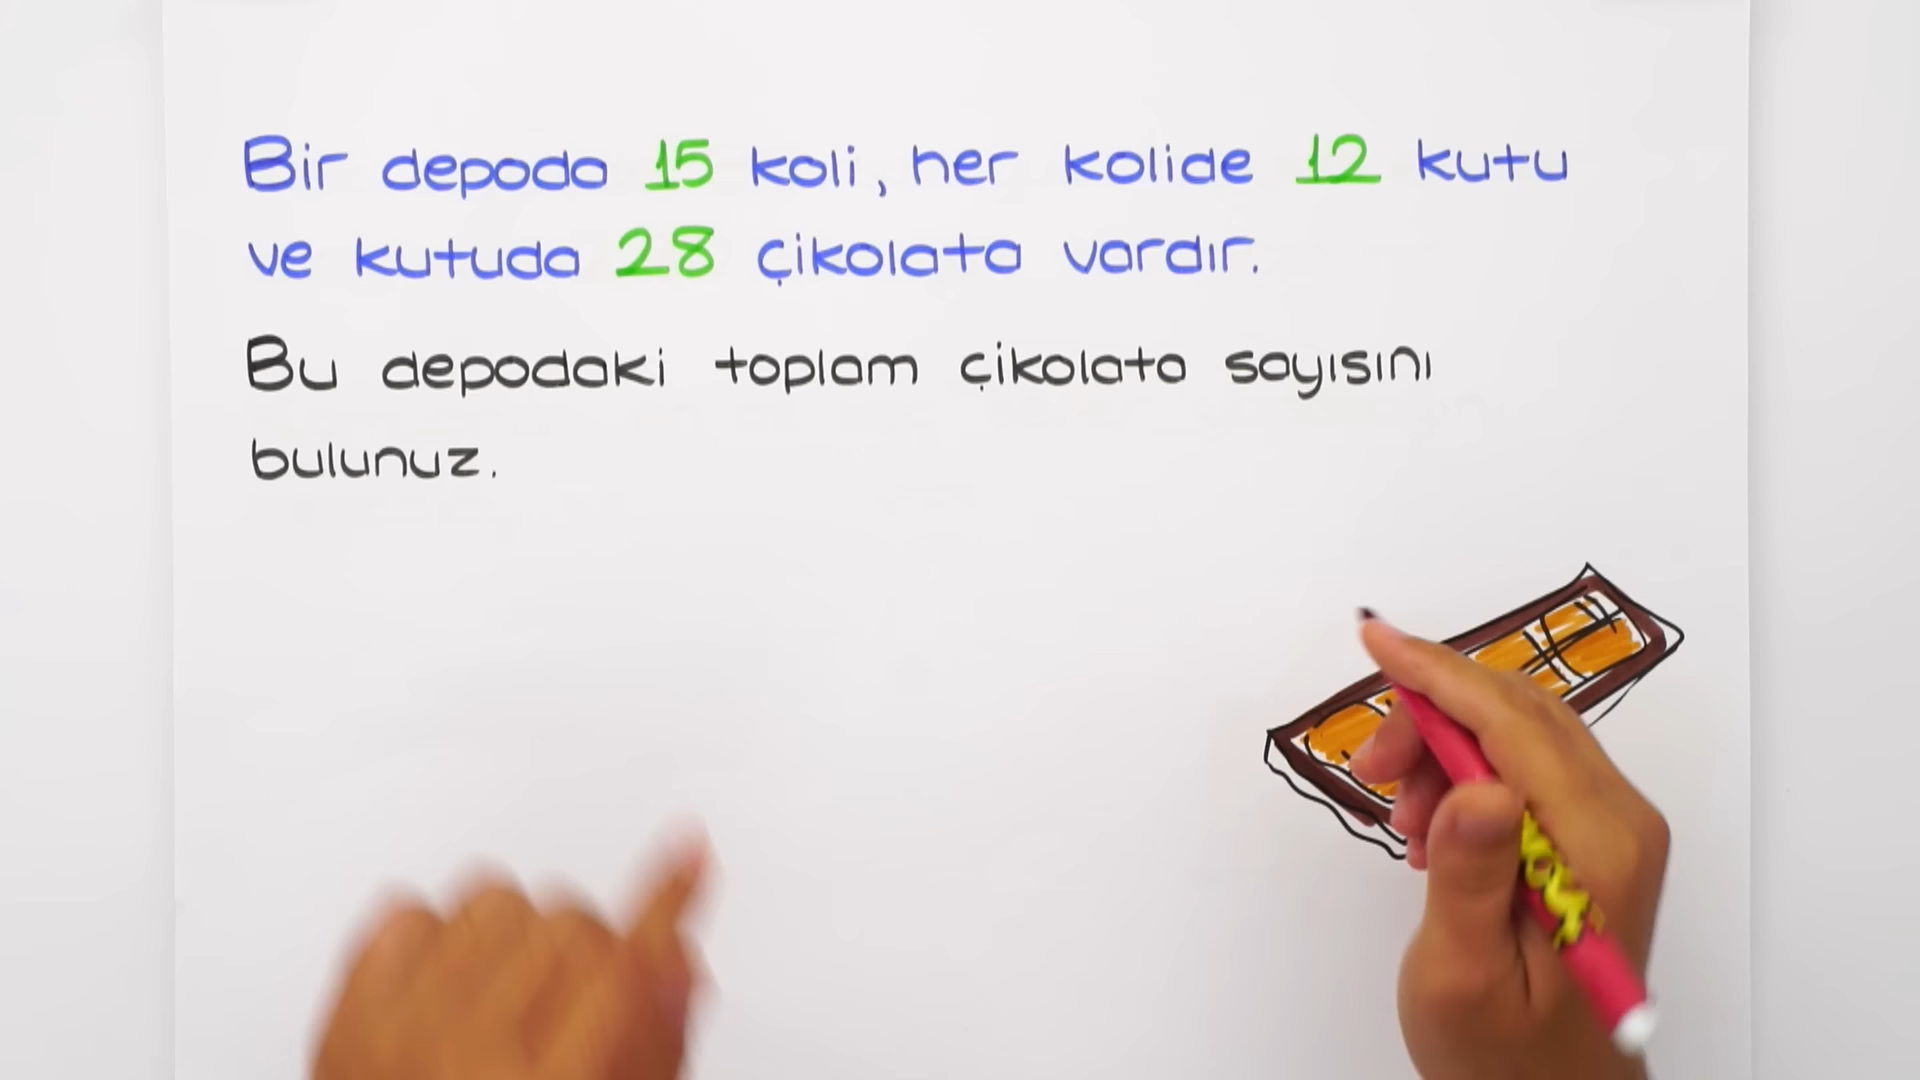 Bir depoda 15 koli, her kolide 12 kutu
ve kutuda 28 çikolata vardır.
Bu depodaki toplam çikolata sayısını
bulunuz.